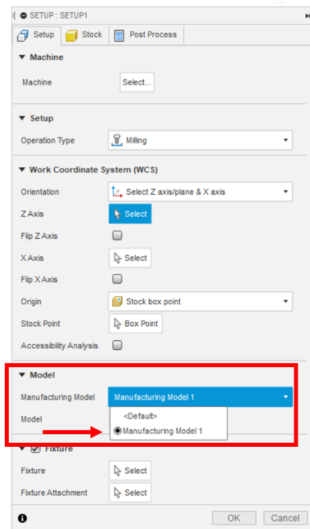 SETUP : SETUP1
Setup Stock Post Process
Machine
Machine Select...
Setup
Operation Type Milling
Work Coordinate System (WCS)
Orientation Select Z axis/plane & X axis
Z Axis Select
Flip Z Axis
X Axis Select
Flip X Axis
Origin Stock box point
Stock Point Box Point
Accessibility Analysis
Model
Manufacturing Model Manufacturing Model 1
Model <Default>
Manufacturing Model 1
Fixture
Fixture Select
Fixture Attachment Select
OK Cancel